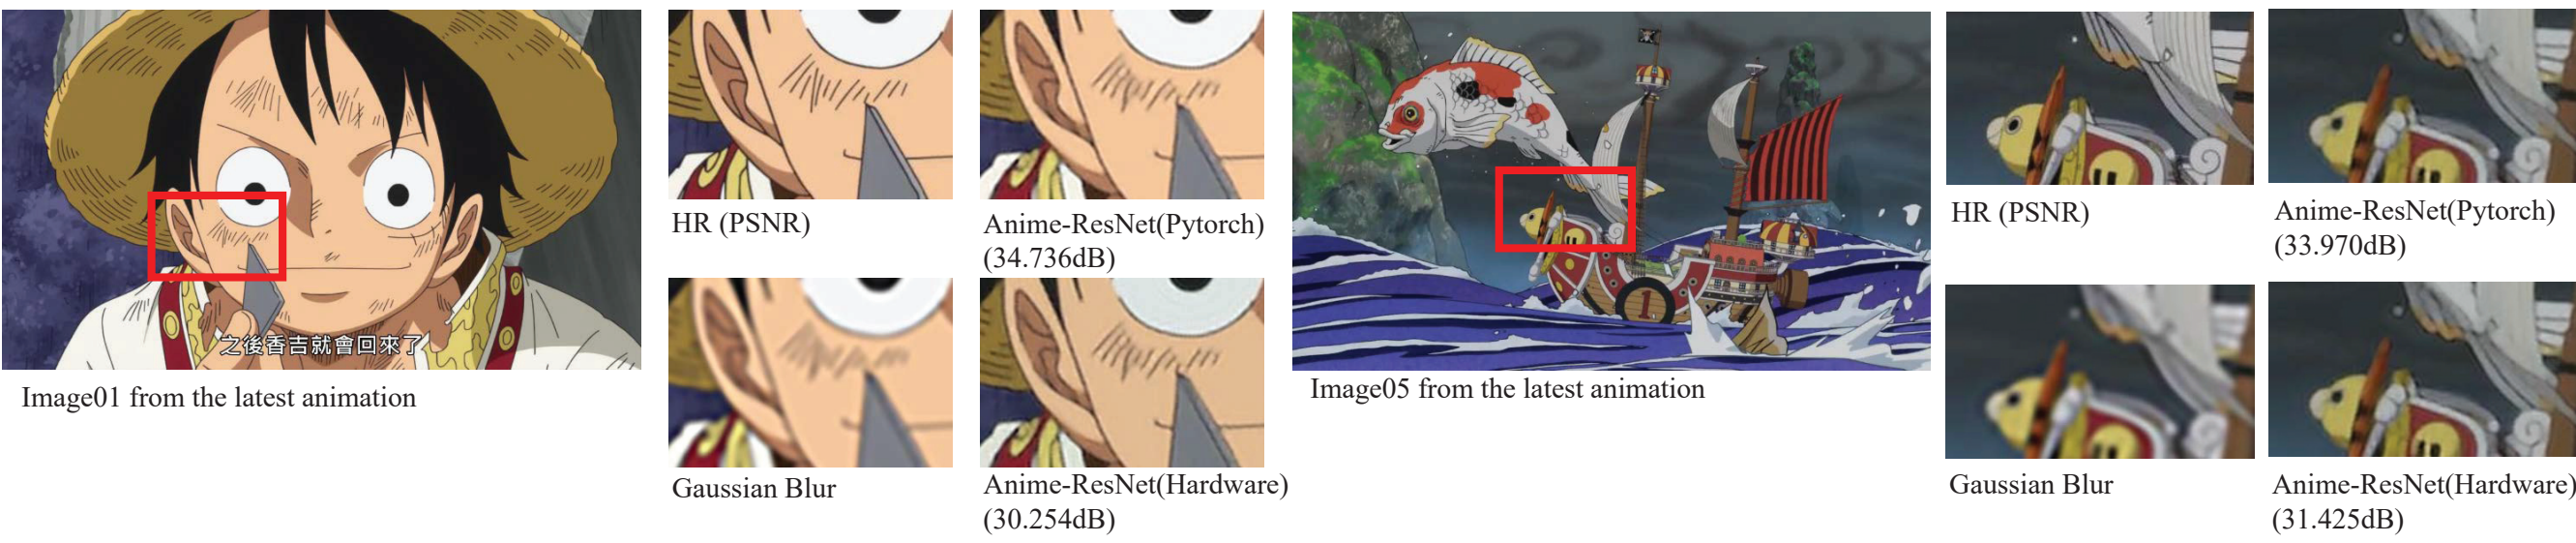 之後香吉就會回來了
Image01 from the latest animation
HR (PSNR)
Anime-ResNet(Pytorch)
(34.736dB)
Gaussian Blur
Anime-ResNet(Hardware)
(30.254dB)
1
Image05 from the latest animation
HR (PSNR)
Anime-ResNet(Pytorch)
(33.970dB)
Gaussian Blur
Anime-ResNet(Hardware)
(31.425dB)